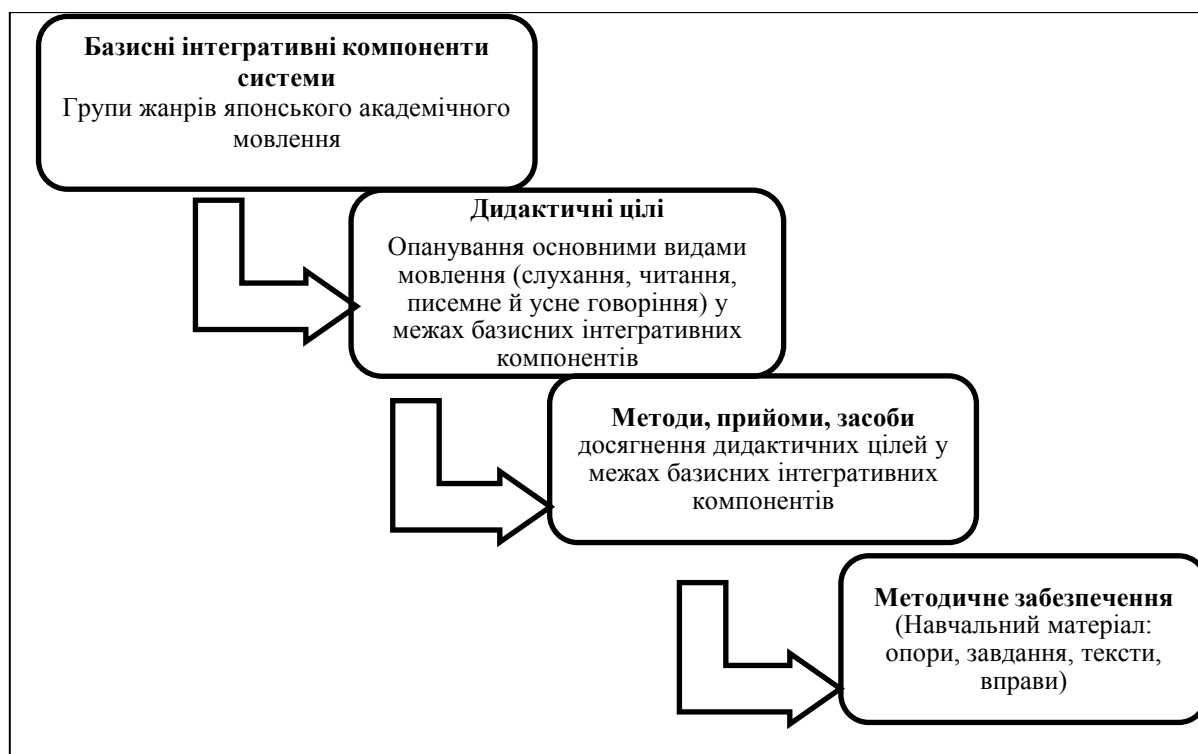 Базисні інтегративні компоненти
системи
Групи жанрів японського академічного
мовлення
Дидактичні цілі
Опанування основними видами
мовлення (слухання, читання,
писемне й усне говоріння) у
межах базисних інтегративних
компонентів
Методи, прийоми, засоби
досягнення дидактичних цілей у
межах базисних інтегративних
компонентів
Методичне забезпечення
(Навчальний матеріал:
опори, завдання, тексти,
вправи)